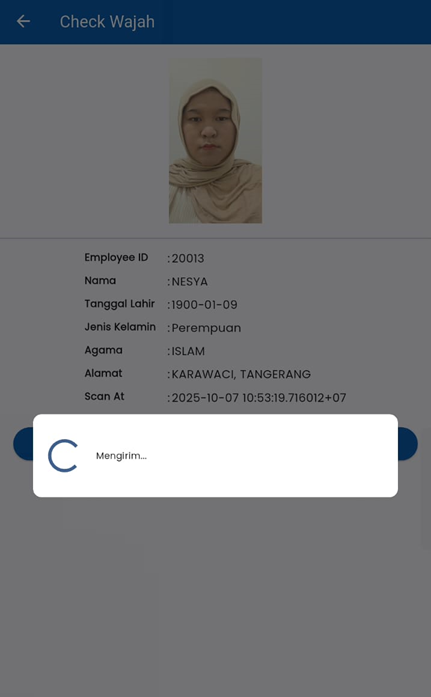 Check Wajah
Employee ID : 20013
Nama : NESYA
Tanggal Lahir : 1900-01-09
Jenis Kelamin : Perempuan
Agama : ISLAM
Alamat : KARAWACI, TANGERANG
Scan At : 2025-10-07 10:53:19.716012+07
Mengirim...